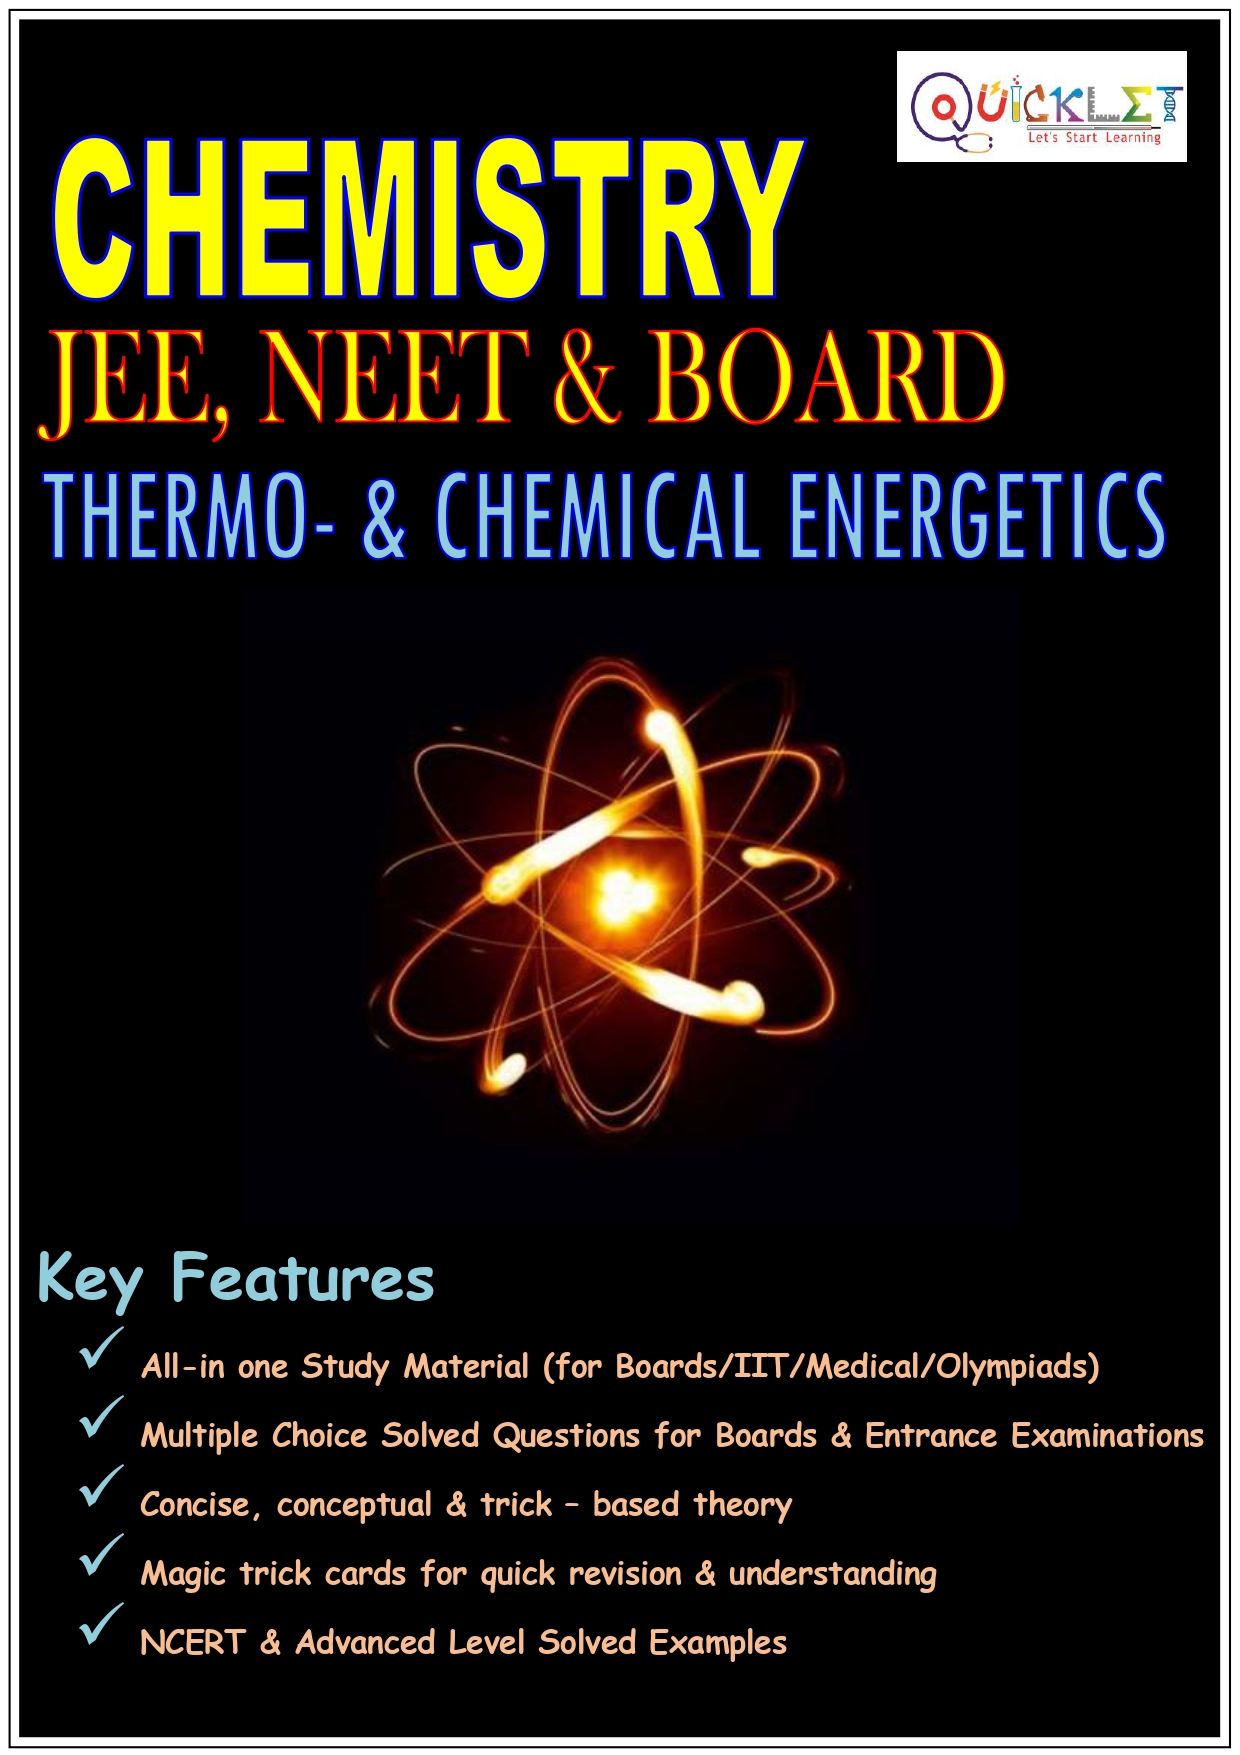 QUICKLET
Let's Start Learning
CHEMISTRY
JEE, NEET & BOARD
THERMO- & CHEMICAL ENERGETICS
Key Features
✓ All-in one Study Material (for Boards/IIT/Medical/Olympiads)
✓ Multiple Choice Solved Questions for Boards & Entrance Examinations
✓ Concise, conceptual & trick – based theory
✓ Magic trick cards for quick revision & understanding
✓ NCERT & Advanced Level Solved Examples